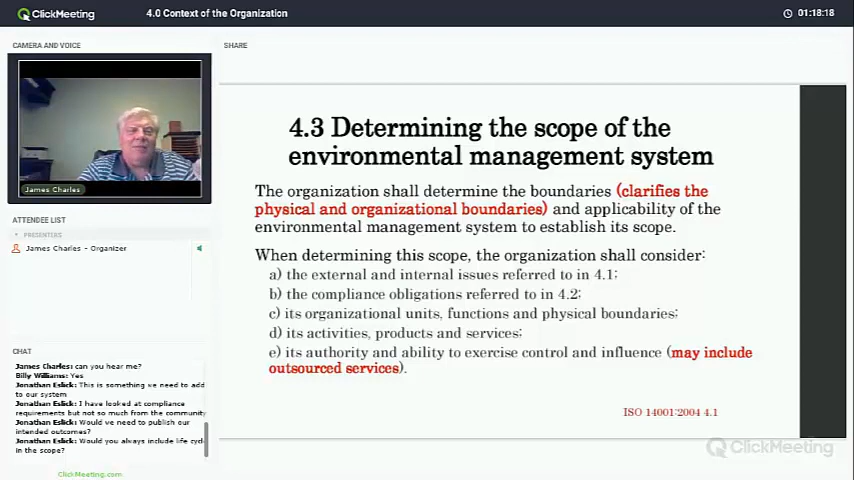 ClickMeeting
4.0 Context of the Organization
01:18:18
CAMERA AND VOICE
SHARE
James Charles
ATTENDEE LIST
PRESENTERS
James Charles - Organizer
CHAT
James Charles: can you hear me?
Billy Williams: Yes
Jonathan Eslick: This is something we need to add
to our system
Jonathan Eslick: I have looked at compliance
requirements but not so much from the community
Jonathan Eslick: Would we need to publish our
intended outcomes?
Jonathan Eslick: Would you always include life cycl
in the scope?
ClickMeeting.com
4.3 Determining the scope of the
environmental management system
The organization shall determine the boundaries (clarifies the
physical and organizational boundaries) and applicability of the
environmental management system to establish its scope.
When determining this scope, the organization shall consider:
a) the external and internal issues referred to in 4.1;
b) the compliance obligations referred to in 4.2;
c) its organizational units, functions and physical boundaries;
d) its activities, products and services;
e) its authority and ability to exercise control and influence (may include
outsourced services).
ISO 14001:2004 4.1
ClickMeeting